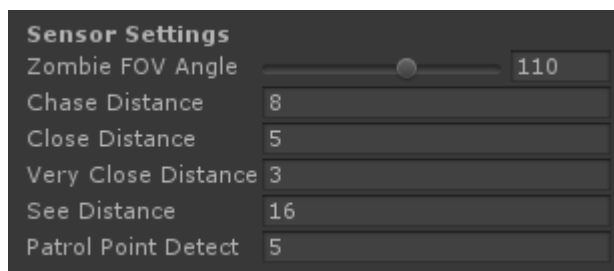 Sensor Settings
Zombie FOV Angle 110
Chase Distance 8
Close Distance 5
Very Close Distance 3
See Distance 16
Patrol Point Detect 5